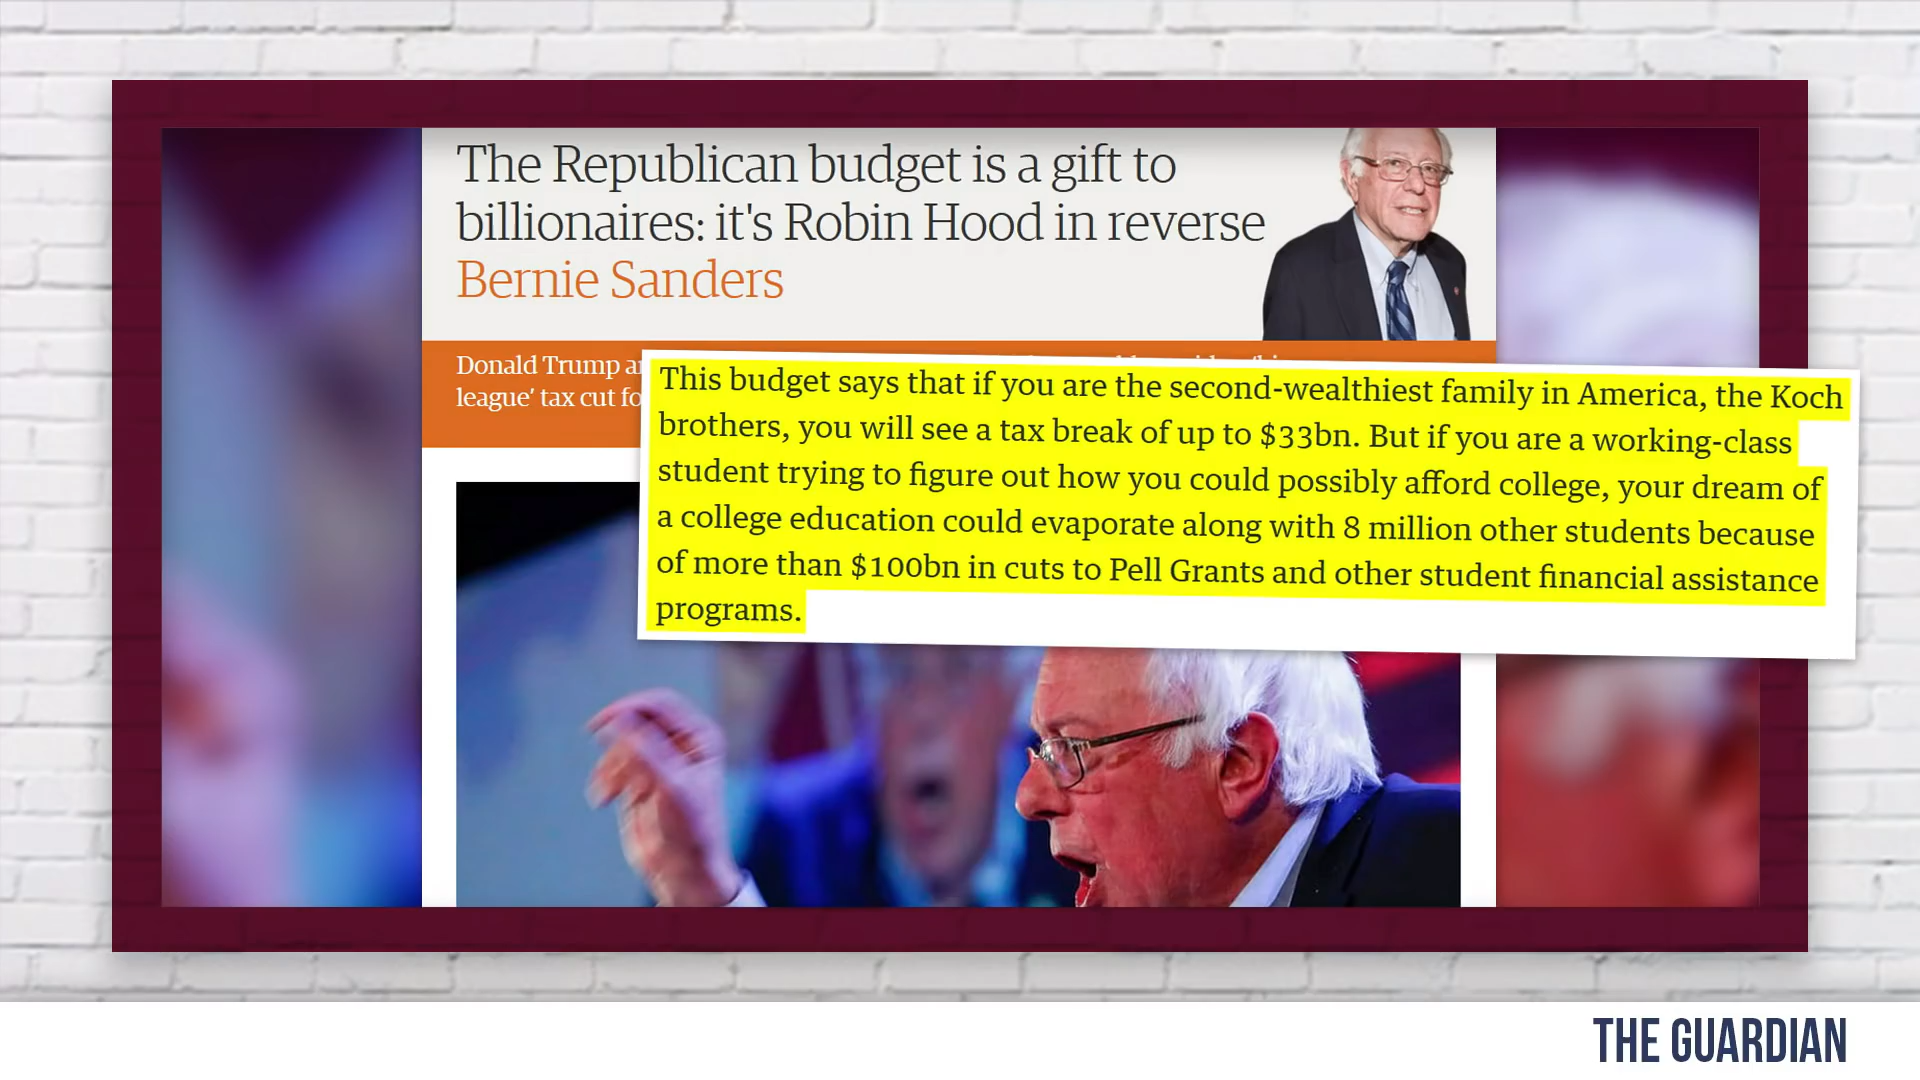 The Republican budget is a gift to
billionaires: it's Robin Hood in reverse
Bernie Sanders
Donald Trump
league' tax cut
This budget says that if you are the second-wealthiest family in America, the Koch
brothers, you will see a tax break of up to $33bn. But if you are a working-class
student trying to figure out how you could possibly afford college, your dream of
a college education could evaporate along with 8 million other students because
of more than $100bn in cuts to Pell Grants and other student financial assistance
programs.
THE GUARDIAN